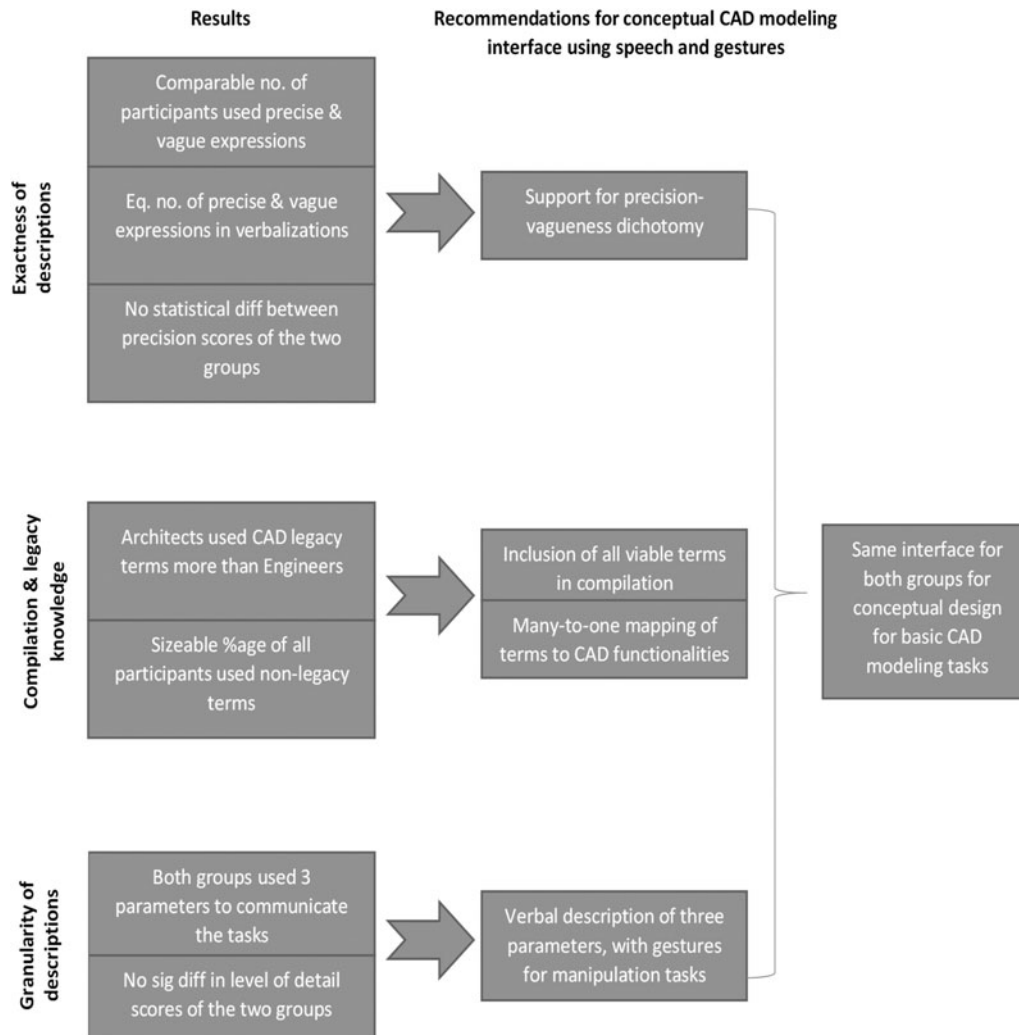 Results
Recommendations for conceptual CAD modeling
interface using speech and gestures
Exactness of
descriptions
Comparable no. of
participants used precise &
vague expressions
Eq. no. of precise & vague
expressions in verbalizations
No statistical diff between
precision scores of the two
groups
Support for precision-
vagueness dichotomy
Compilation & legacy
knowledge
Architects used CAD legacy
terms more than Engineers
Sizeable %age of all
participants used non-legacy
terms
Inclusion of all viable terms
in compilation
Many-to-one mapping of
terms to CAD functionalities
Same interface for
both groups for
conceptual design
for basic CAD
modeling tasks
Granularity of
descriptions
Both groups used 3
parameters to communicate
the tasks
No sig diff in level of detail
scores of the two groups
Verbal description of three
parameters, with gestures
for manipulation tasks